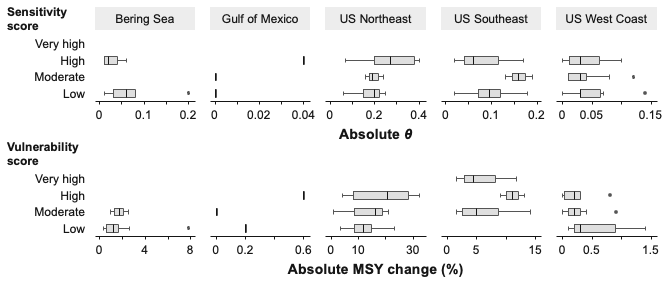 Sensitivity score
Bering Sea Gulf of Mexico US Northeast US Southeast US West Coast
Very high
High
Moderate
Low
0 0.1 0.2 0 0.02 0.04 0 0.2 0.4 0 0.1 0.2 0 0.05 0.15
Absolute θ
Vulnerability score
Very high
High
Moderate
Low
0 4 8 0 0.2 0.6 0 10 30 0 5 15 0 0.5 1.5
Absolute MSY change (%)